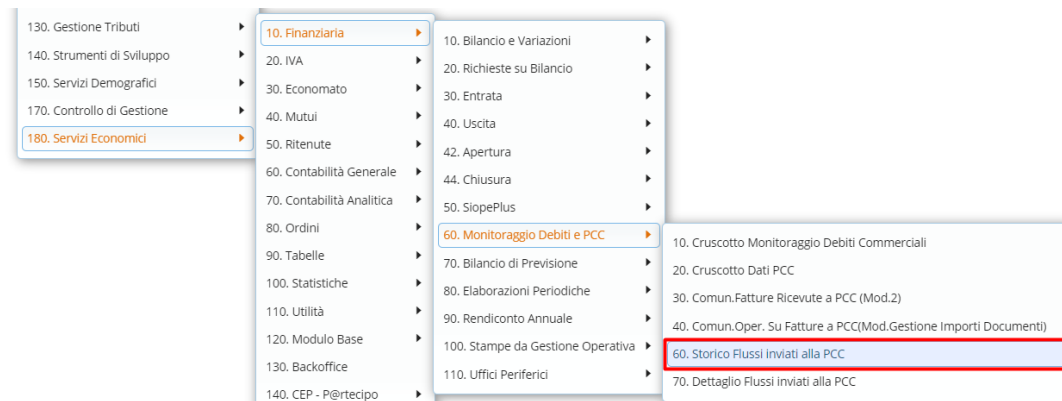 130. Gestione Tributi
140. Strumenti di Sviluppo
150. Servizi Demografici
170. Controllo di Gestione
180. Servizi Economici
10. Finanziaria
20. IVA
30. Economato
40. Mutui
50. Ritenute
60. Contabilità Generale
70. Contabilità Analitica
80. Ordini
90. Tabelle
100. Statistiche
110. Utilità
120. Modulo Base
130. Backoffice
140. CEP - P@rtecipo
10. Bilancio e Variazioni
20. Richieste su Bilancio
30. Entrata
40. Uscita
42. Apertura
44. Chiusura
50. SiopePlus
60. Monitoraggio Debiti e PCC
70. Bilancio di Previsione
80. Elaborazioni Periodiche
90. Rendiconto Annuale
100. Stampe da Gestione Operativa
110. Uffici Periferici
10. Cruscotto Monitoraggio Debiti Commerciali
20. Cruscotto Dati PCC
30. Comun.Fatture Ricevute a PCC (Mod.2)
40. Comun.Oper. Su Fatture a PCC(Mod.Gestione Importi Documenti)
60. Storico Flussi inviati alla PCC
70. Dettaglio Flussi inviati alla PCC